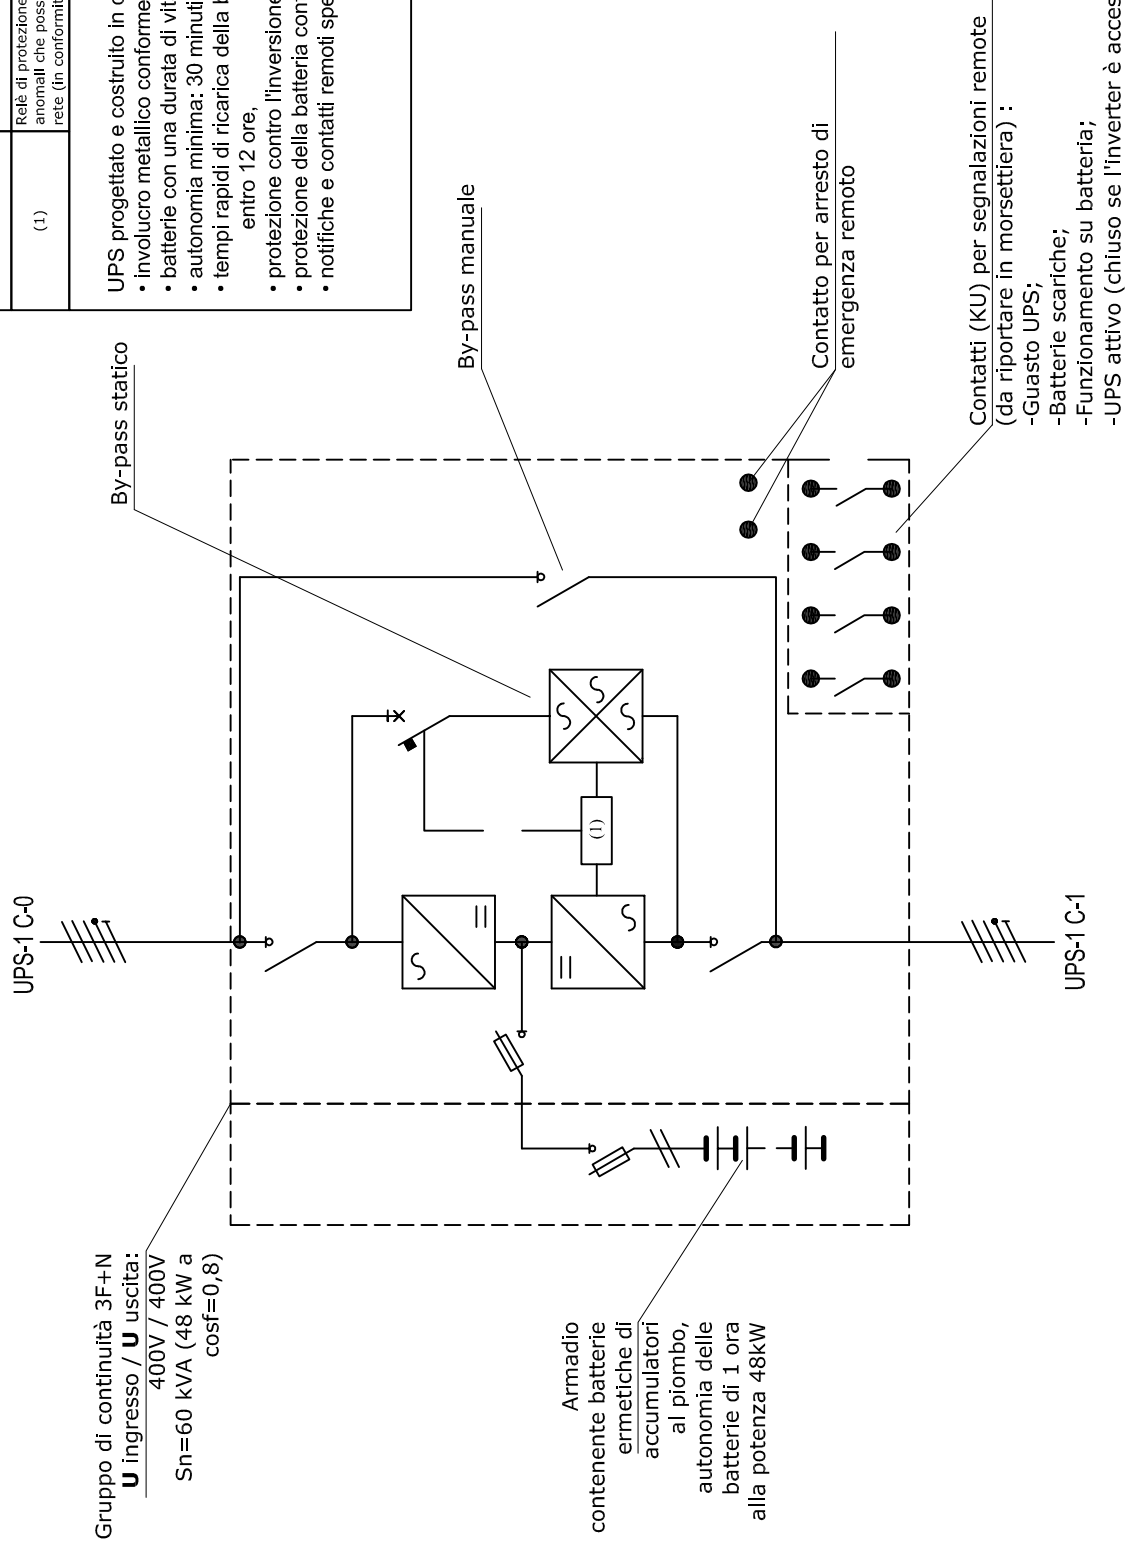 Gruppo di continuità 3F+N
U ingresso / U uscita:
400V / 400V
Sn=60 kVA (48 kW a
cosf=0,8)
UPS-1 C-0
By-pass statico
(1)
Relè di protezione
anomali che poss
rete (in conformit
UPS progettato e costruito in c
• involucro metallico conforme
• batterie con una durata di vit
• autonomia minima: 30 minuti
• tempi rapidi di ricarica della b
entro 12 ore,
• protezione contro l'inversione
• protezione della batteria con
• notifiche e contatti remoti spe
By-pass manuale
Armadio
contenente batterie
ermetiche di
accumulatori
al piombo,
autonomia delle
batterie di 1 ora
alla potenza 48kW
(1)
Contatto per arresto di
emergenza remoto
Contatti (KU) per segnalazioni remote
(da riportare in morsettiera) :
-Guasto UPS;
-Batterie scariche;
-Funzionamento su batteria;
-UPS attivo (chiuso se l'inverter è acces
UPS-1 C-1